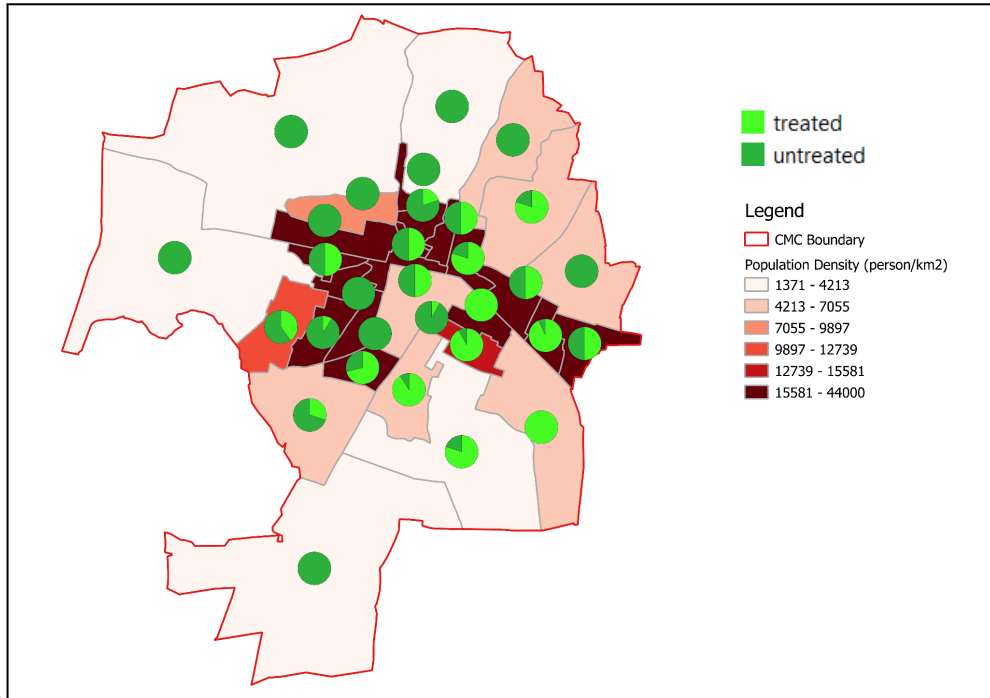 treated
untreated
Legend
CMC Boundary
Population Density (person/km2)
1371 - 4213
4213 - 7055
7055 - 9897
9897 - 12739
12739 - 15581
15581 - 44000